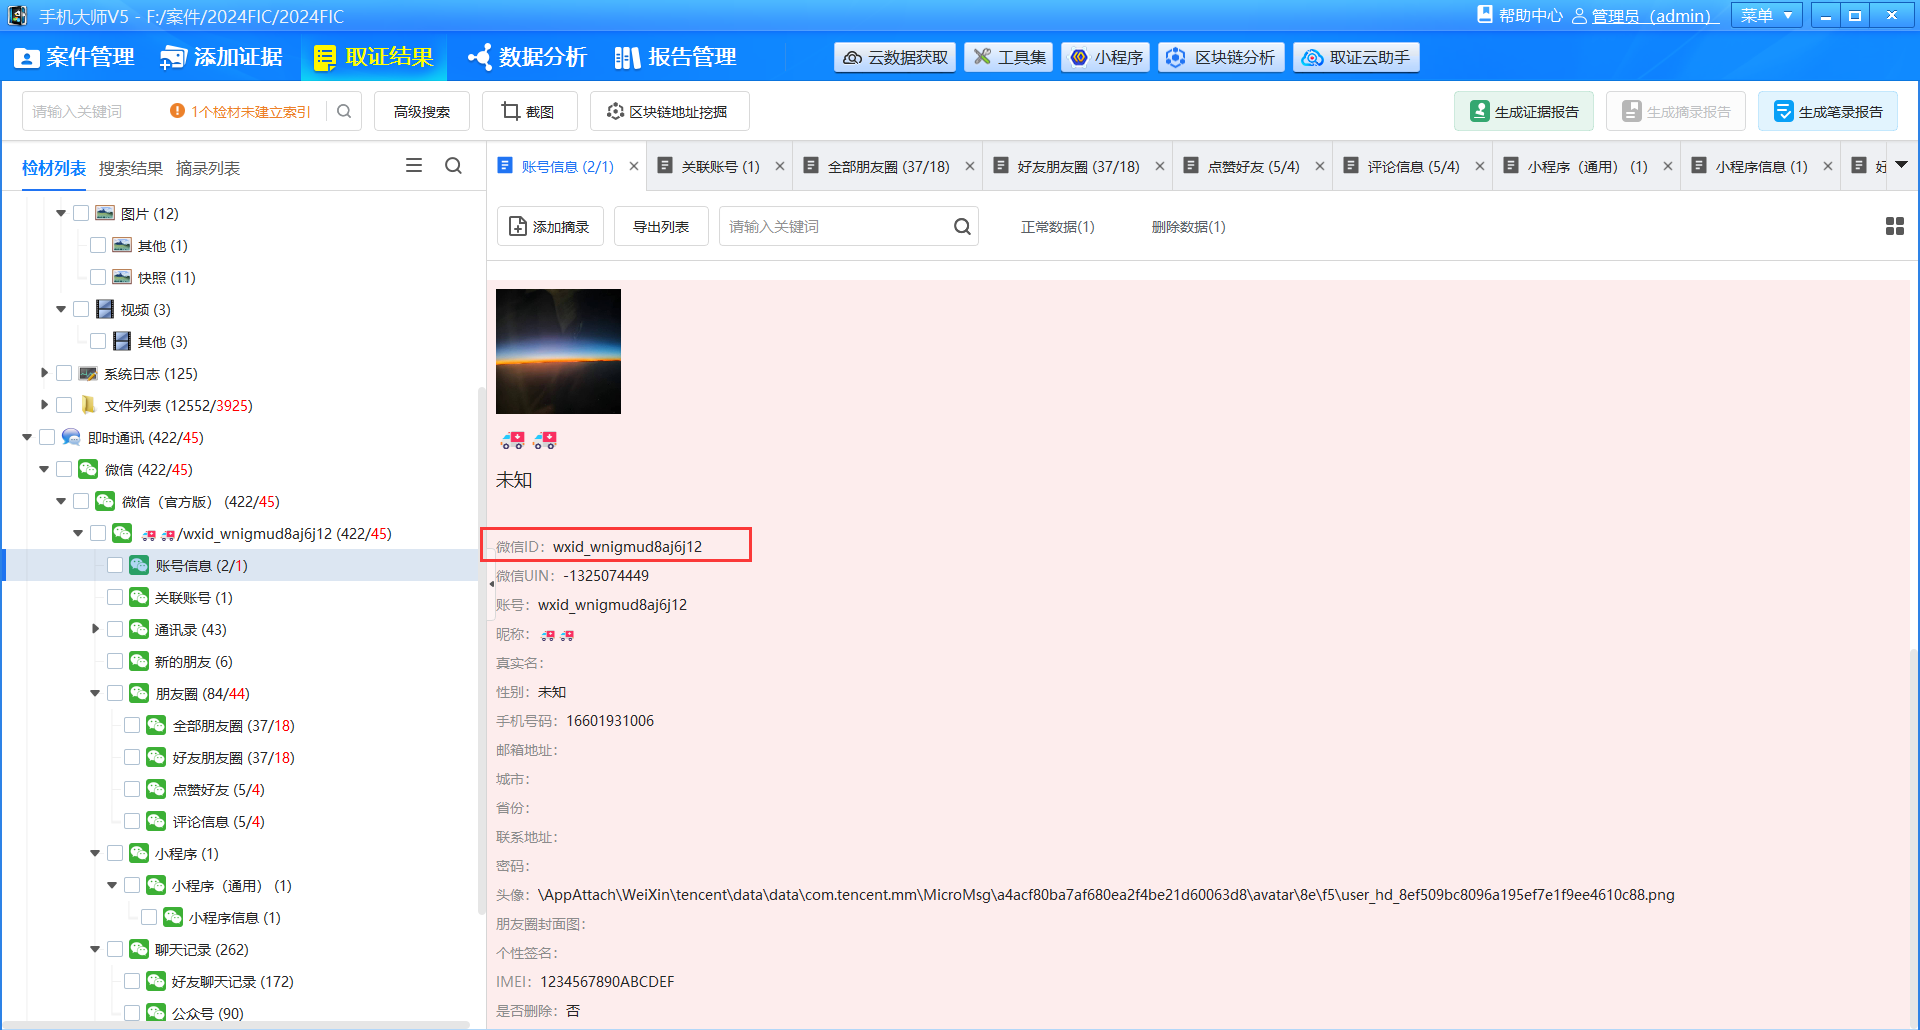 手机大师V5 - F:/案件/2024FIC/2024FIC
帮助中心 管理员（admin） 菜单
案件管理 添加证据 取证结果 数据分析 报告管理 云数据获取 工具集 小程序 区块链分析 取证云助手
请输入关键词 1个检材未建立索引 高级搜索 截图 区块链地址挖掘 生成证据报告 生成摘录报告 生成笔录报告
检材列表 搜索结果 摘录列表
图片 (12)
其他 (1)
快照 (11)
视频 (3)
其他 (3)
系统日志 (125)
文件列表 (12552/3925)
即时通讯 (422/45)
微信 (422/45)
微信（官方版） (422/45)
/wxid_wnigmud8aj6j12 (422/45)
账号信息 (2/1)
关联账号 (1)
通讯录 (43)
新的朋友 (6)
朋友圈 (84/44)
全部朋友圈 (37/18)
好友朋友圈 (37/18)
点赞好友 (5/4)
评论信息 (5/4)
小程序 (1)
小程序（通用） (1)
小程序信息 (1)
聊天记录 (262)
好友聊天记录 (172)
公众号 (90)
账号信息 (2/1) 关联账号 (1) 全部朋友圈 (37/18) 好友朋友圈 (37/18) 点赞好友 (5/4) 评论信息 (5/4) 小程序（通用） (1) 小程序信息 (1) 好
添加摘录 导出列表 请输入关键词 正常数据(1) 删除数据(1)
未知
微信ID: wxid_wnigmud8aj6j12
微信UIN: -1325074449
账号: wxid_wnigmud8aj6j12
昵称:
真实名:
性别: 未知
手机号码: 16601931006
邮箱地址:
城市:
省份:
联系地址:
密码:
头像: \AppAttach\WeiXin\tencent\data\data\com.tencent.mm\MicroMsg\a4acf80ba7af680ea2f4be21d60063d8\avatar\8e\f5\user_hd_8ef509bc8096a195ef7e1f9ee4610c88.png
朋友圈封面图:
个性签名:
IMEI: 1234567890ABCDEF
是否删除: 否